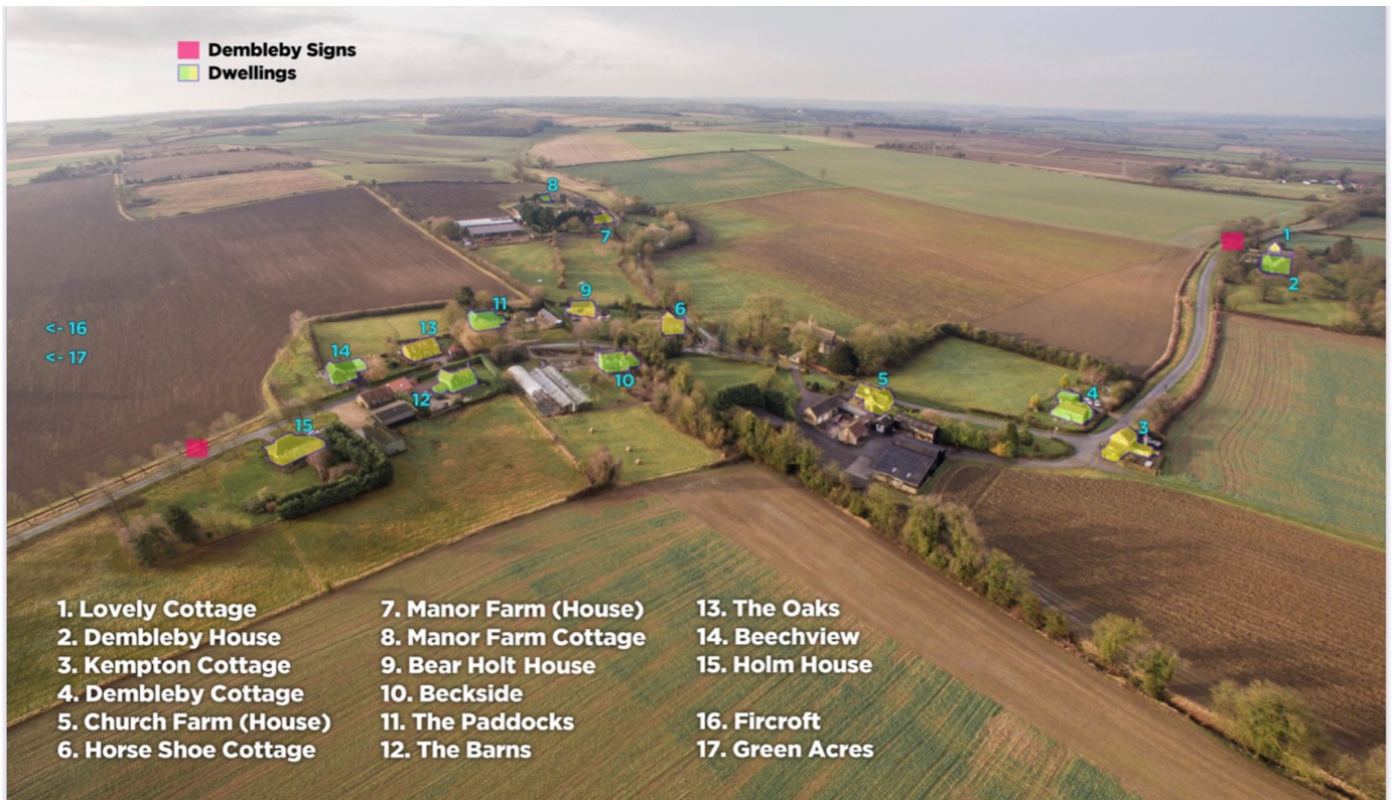 Dembleby Signs
Dwellings
8
7
1
2
9
11
6
<- 16
<- 17
13
14
10
12
5
4
3
15
1. Lovely Cottage
2. Dembleby House
3. Kempton Cottage
4. Dembleby Cottage
5. Church Farm (House)
6. Horse Shoe Cottage
7. Manor Farm (House)
8. Manor Farm Cottage
9. Bear Holt House
10. Beckside
11. The Paddocks
12. The Barns
13. The Oaks
14. Beechview
15. Holm House
16. Fircroft
17. Green Acres